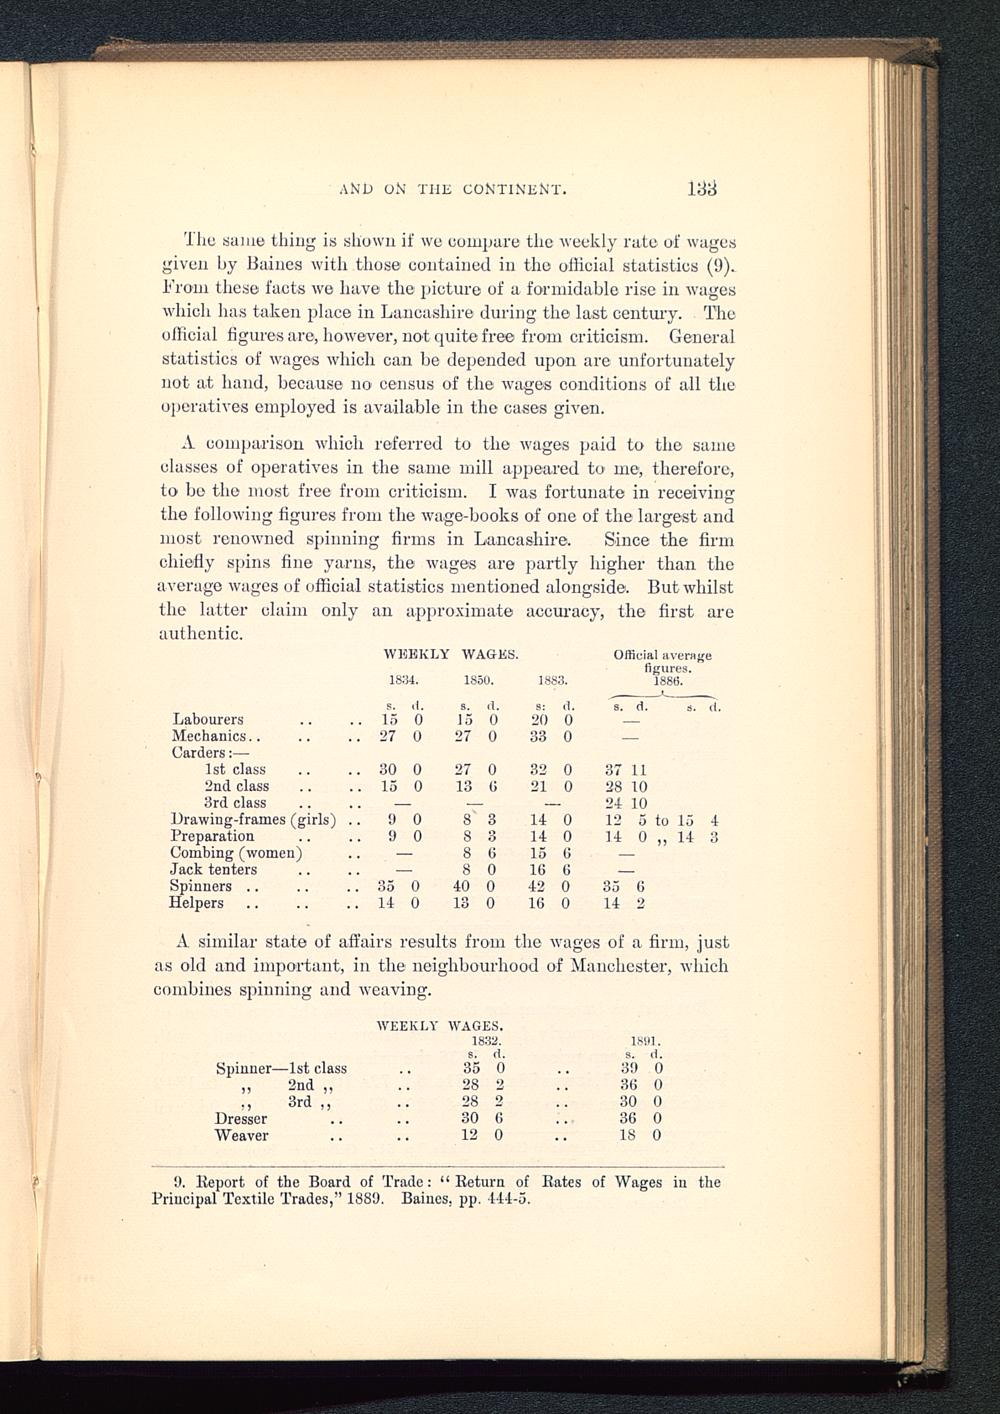 AND ON THE CONTINENT. 133
The same thing is shown if we compare the weekly rate of wages
given by Baines with those contained in the official statistics (9).
From these facts we have the picture of a formidable rise in wages
which has taken place in Lancashire during the last century. The
official figures are, however, not quite free from criticism. General
statistics of wages which can be depended upon are unfortunately
not at hand, because no census of the wages conditions of all the
operatives employed is available in the cases given.
A comparison which referred to the wages paid to the same
classes of operatives in the same mill appeared to me, therefore,
to be the most free from criticism. I was fortunate in receiving
the following figures from the wage-books of one of the largest and
most renowned spinning firms in Lancashire. Since the firm
chiefly spins fine yarns, the wages are partly higher than the
average wages of official statistics mentioned alongside. But whilst
the latter claim only an approximate accuracy, the first are
authentic.
WEEKLY WAGES. Official average
figures.
1834. 1850. 1883. 1886.
s. d. s. d. s: d. s. d. s. d.
Labourers .. .. 15 0 15 0 20 0 —
Mechanics.. .. .. 27 0 27 0 33 0 —
Carders:—
1st class .. .. 30 0 27 0 32 0 37 11
2nd class .. .. 15 0 13 6 21 0 28 10
3rd class .. .. — — — 24 10
Drawing-frames (girls) .. 9 0 8 3 14 0 12 5 to 15 4
Preparation .. .. 9 0 8 3 14 0 14 0 ,, 14 3
Combing (women) .. — 8 6 15 6 —
Jack tenters .. .. — 8 0 16 6 —
Spinners .. .. .. 35 0 40 0 42 0 35 6
Helpers .. .. .. 14 0 13 0 16 0 14 2
A similar state of affairs results from the wages of a firm, just
as old and important, in the neighbourhood of Manchester, which
combines spinning and weaving.
WEEKLY WAGES.
1832. 1891.
s. d. s. d.
Spinner—1st class .. 35 0 .. 39 0
,, 2nd ,, .. 28 2 .. 36 0
,, 3rd ,, .. 28 2 .. 30 0
Dresser .. .. 30 6 .. 36 0
Weaver .. .. 12 0 .. 18 0
9. Report of the Board of Trade: “Return of Rates of Wages in the
Principal Textile Trades,” 1889. Baines, pp. 444-5.